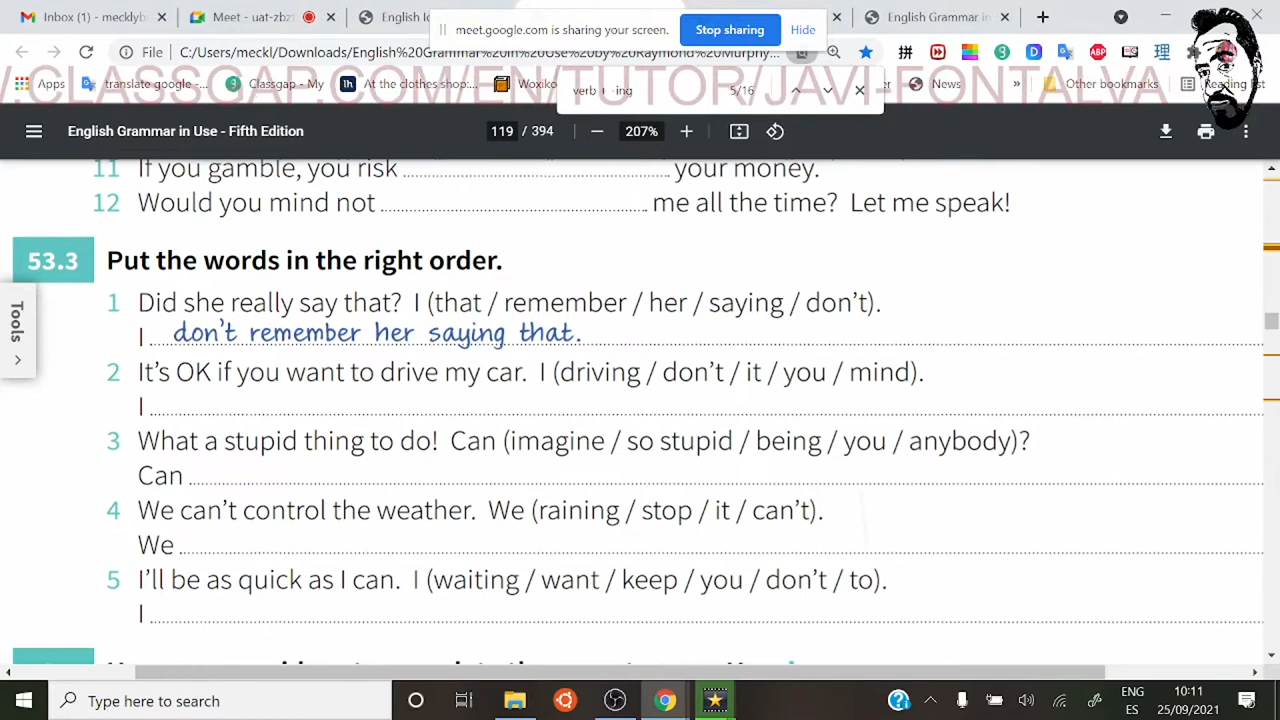 Inbox (23) - mecklyb
Meet - uat-zbz
English
English Grammar in
meet.google.com is sharing your screen.
Stop sharing
Hide
File
C:/Users/meckl/Downloads/English%20Grammar%20in%20Use%20by%20Raymond%20Murphy...
/CLASSGAP.COM/EN/TUTOR/JAVI-FONTALVA
Apps
translate google -...
Classgap.com
At the clothes shop:...
Woxiko
verb -ing
5/16
News
»
Other bookmarks
Reading list
English Grammar in Use - Fifth Edition
119 / 394
207%
11 If you gamble, you risk ........ your money.
12 Would you mind not ........ me all the time? Let me speak!
53.3 Put the words in the right order.
1 Did she really say that? I (that / remember / her / saying / don't).
I don't remember her saying that.
2 It's OK if you want to drive my car. I (driving / don't / it / you / mind).
I
3 What a stupid thing to do! Can (imagine / so stupid / being / you / anybody)?
Can
4 We can't control the weather. We (raining / stop / it / can't).
We
5 I'll be as quick as I can. I (waiting / want / keep / you / don't / to).
I
Tools
Type here to search
ENG
ES
10:11
25/09/2021